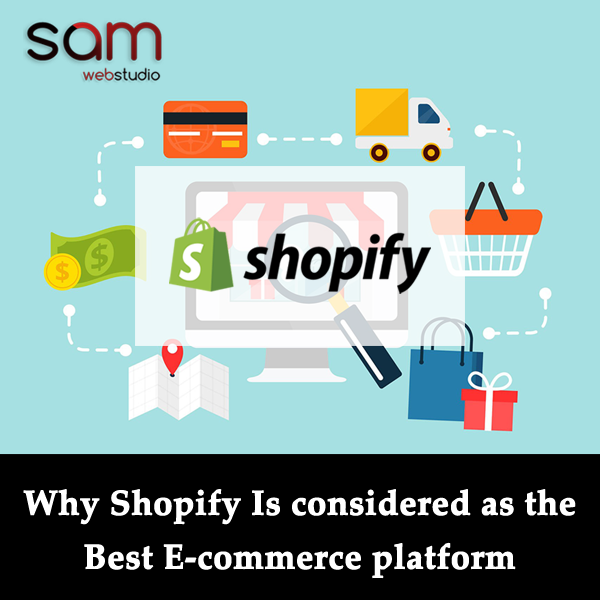 sam
webstudio
S shopify
$
$
Why Shopify Is considered as the
Best E-commerce platform